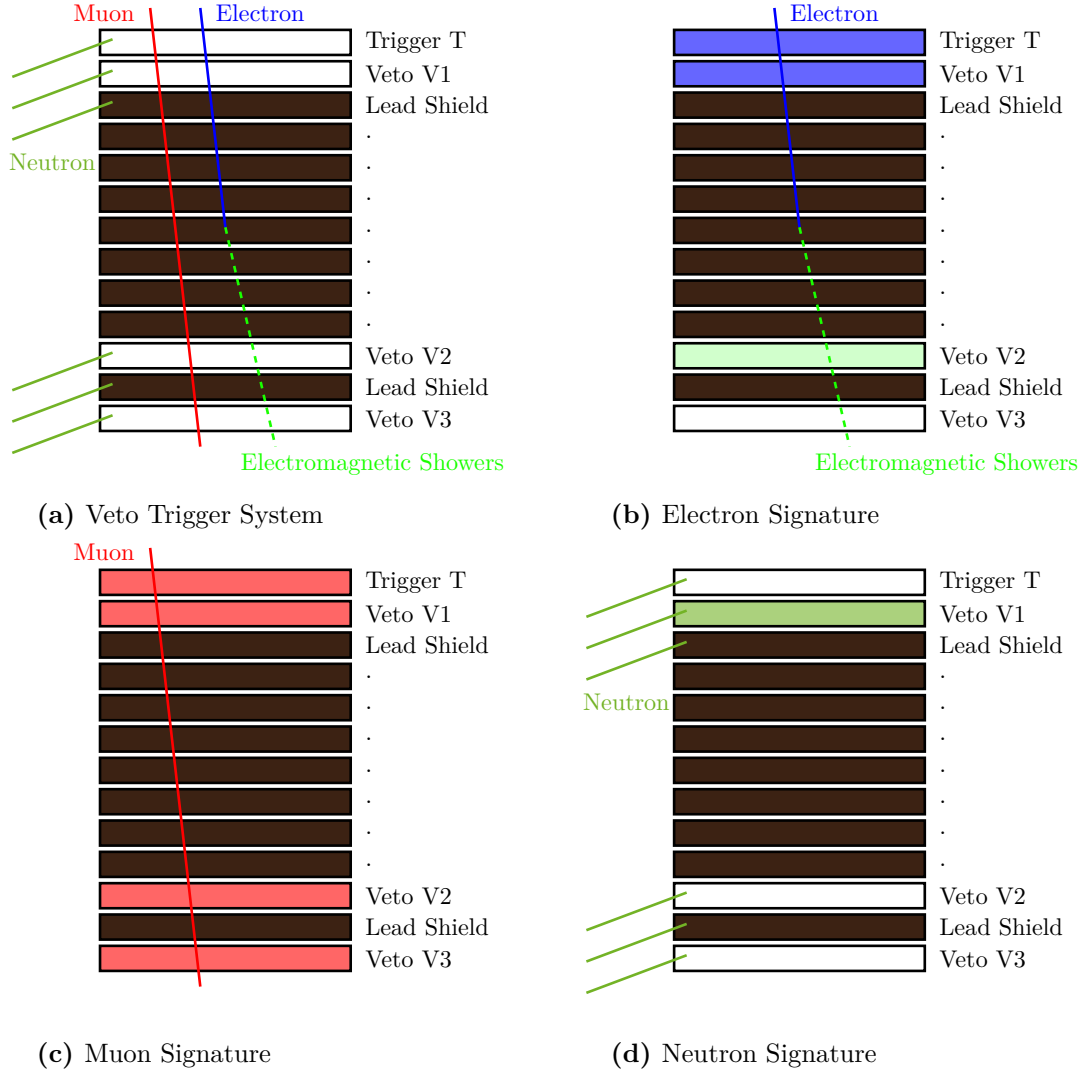 Muon
Electron
Trigger T
Veto V1
Lead Shield
.
Neutron
.
.
.
.
.
.
Veto V2
Lead Shield
Veto V3
Electromagnetic Showers
(a) Veto Trigger System
Electron
Trigger T
Veto V1
Lead Shield
.
.
.
.
.
.
.
Veto V2
Lead Shield
Veto V3
Electromagnetic Showers
(b) Electron Signature
Muon
Trigger T
Veto V1
Lead Shield
.
.
.
.
.
.
.
Veto V2
Lead Shield
Veto V3
(c) Muon Signature
Trigger T
Veto V1
Lead Shield
.
Neutron
.
.
.
.
.
.
Veto V2
Lead Shield
Veto V3
(d) Neutron Signature